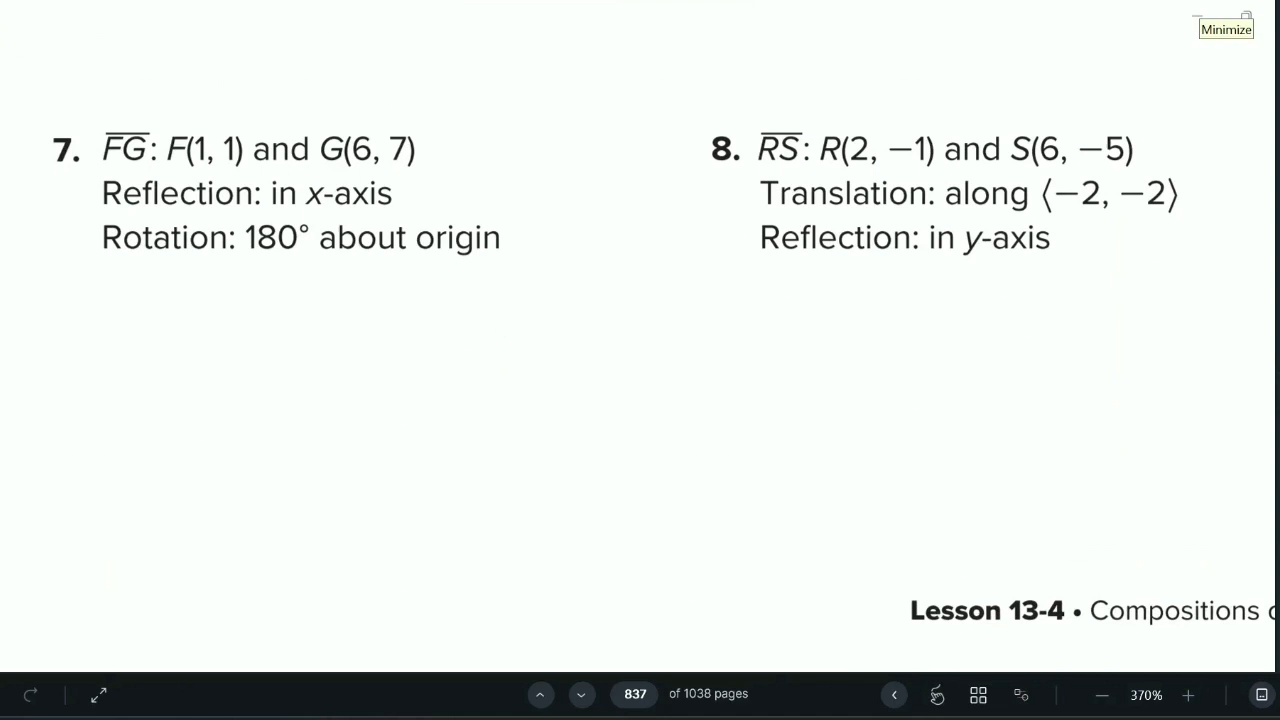 Minimize
7. FG: F(1, 1) and G(6, 7)
Reflection: in x-axis
Rotation: 180° about origin
8. RS: R(2, −1) and S(6, −5)
Translation: along ⟨−2, −2⟩
Reflection: in y-axis
Lesson 13-4 • Compositions
837 of 1038 pages
370%